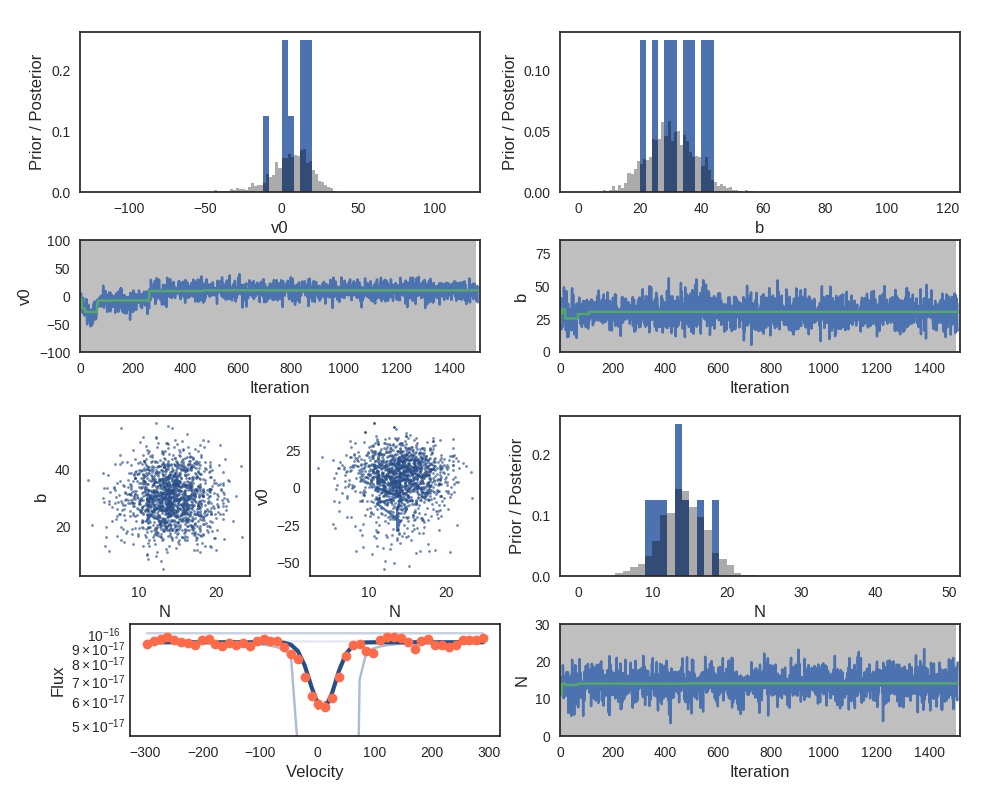 0.2
0.1
0.0
Prior / Posterior
−100 −50 0 50 100
v0
0.10
0.05
0.00
Prior / Posterior
0 20 40 60 80 100 120
b
100
50
0
−50
−100
v0
0 200 400 600 800 1000 1200 1400
Iteration
75
50
25
0
b
0 200 400 600 800 1000 1200 1400
Iteration
40
20
b
10 20
N
25
0
−25
−50
v0
10 20
N
0.2
0.1
0.0
Prior / Posterior
0 10 20 30 40 50
N
10⁻¹⁶
9×10⁻¹⁷
8×10⁻¹⁷
7×10⁻¹⁷
6×10⁻¹⁷
5×10⁻¹⁷
Flux
−300 −200 −100 0 100 200 300
Velocity
30
20
10
0
N
0 200 400 600 800 1000 1200 1400
Iteration